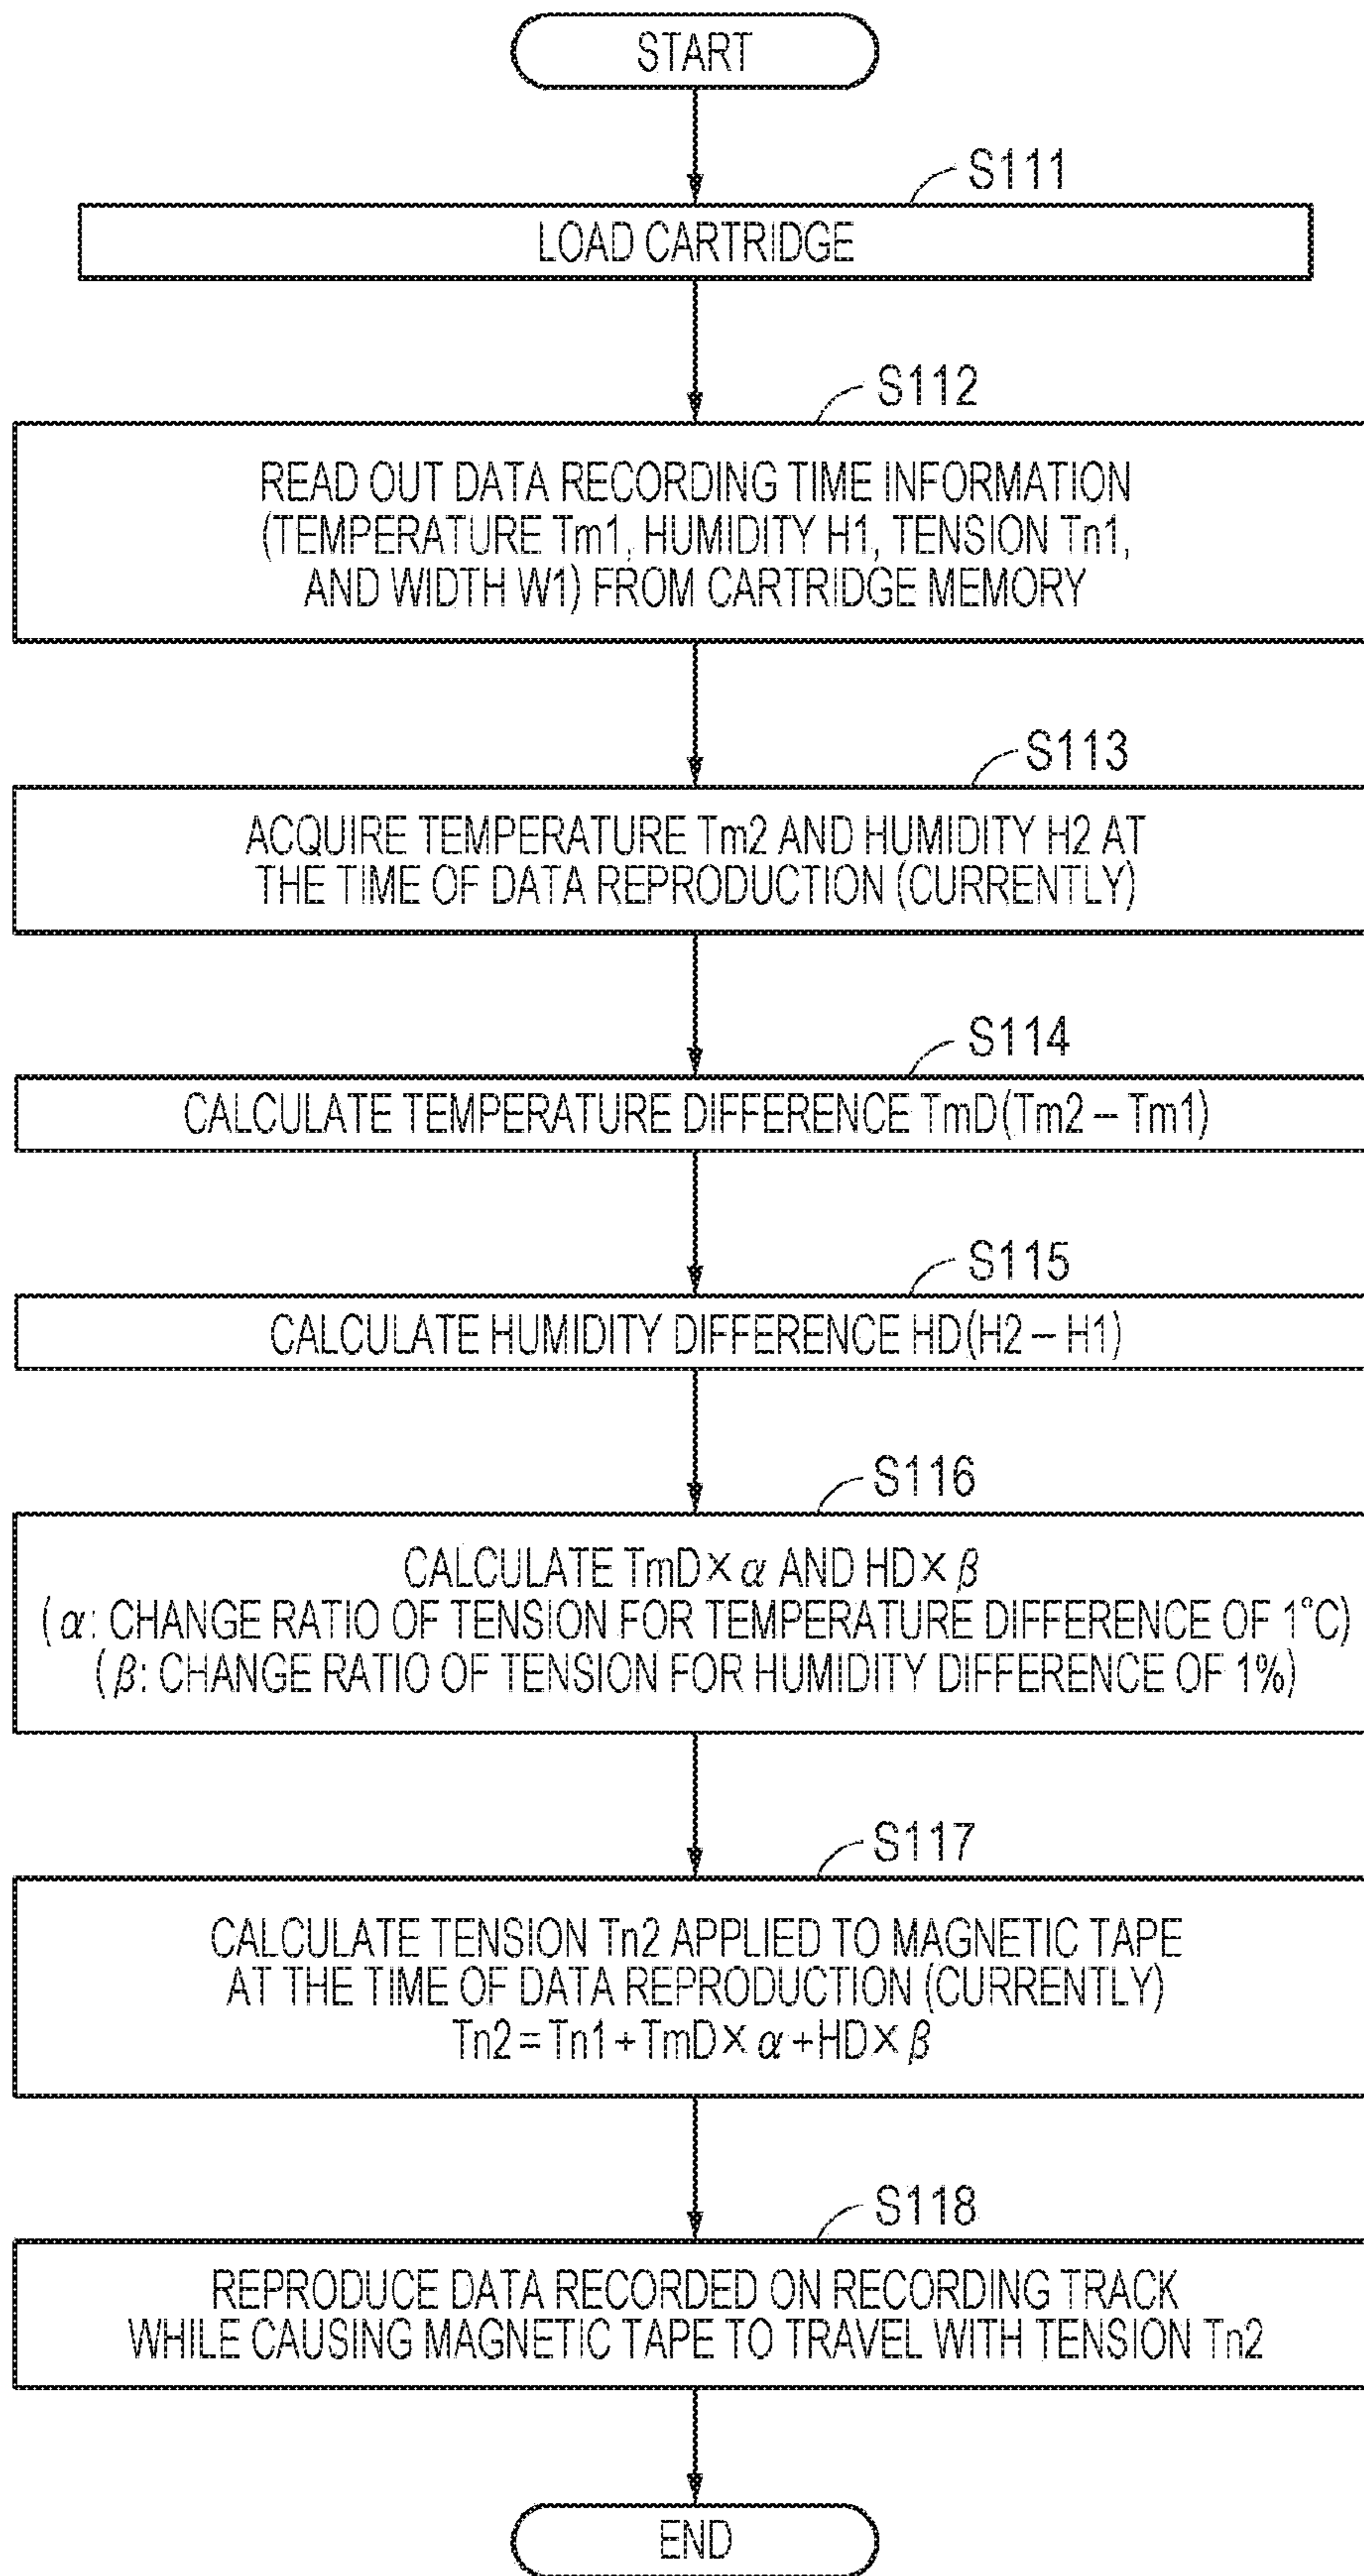 START
S111
LOAD CARTRIDGE
S112
READ OUT DATA RECORDING TIME INFORMATION
(TEMPERATURE Tm1, HUMIDITY H1, TENSION Tn1,
AND WIDTH W1) FROM CARTRIDGE MEMORY
S113
ACQUIRE TEMPERATURE Tm2 AND HUMIDITY H2 AT
THE TIME OF DATA REPRODUCTION (CURRENTLY)
S114
CALCULATE TEMPERATURE DIFFERENCE TmD(Tm2 – Tm1)
S115
CALCULATE HUMIDITY DIFFERENCE HD(H2 – H1)
S116
CALCULATE TmD×α AND HD×β
(α: CHANGE RATIO OF TENSION FOR TEMPERATURE DIFFERENCE OF 1°C)
(β: CHANGE RATIO OF TENSION FOR HUMIDITY DIFFERENCE OF 1%)
S117
CALCULATE TENSION Tn2 APPLIED TO MAGNETIC TAPE
AT THE TIME OF DATA REPRODUCTION (CURRENTLY)
Tn2=Tn1+TmD×α+HD×β
S118
REPRODUCE DATA RECORDED ON RECORDING TRACK
WHILE CAUSING MAGNETIC TAPE TO TRAVEL WITH TENSION Tn2
END